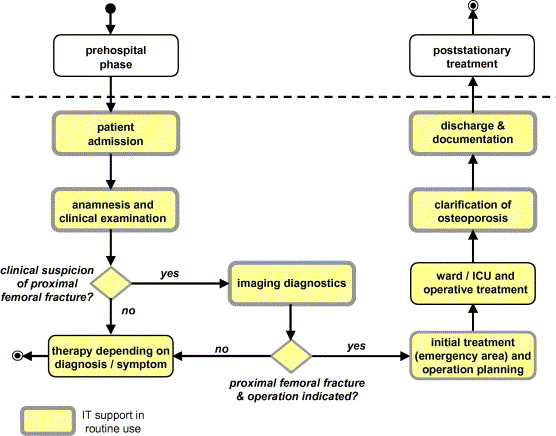 prehospital
phase
poststationary
treatment
patient
admission
discharge &
documentation
anamnesis and
clinical examination
clarification of
osteoporosis
clinical suspicion
of proximal
femoral fracture?
yes
imaging diagnostics
ward / ICU and
operative treatment
no
therapy depending on
diagnosis / symptom
no
yes
initial treatment
(emergency area) and
operation planning
proximal femoral fracture
& operation indicated?
IT support in
routine use